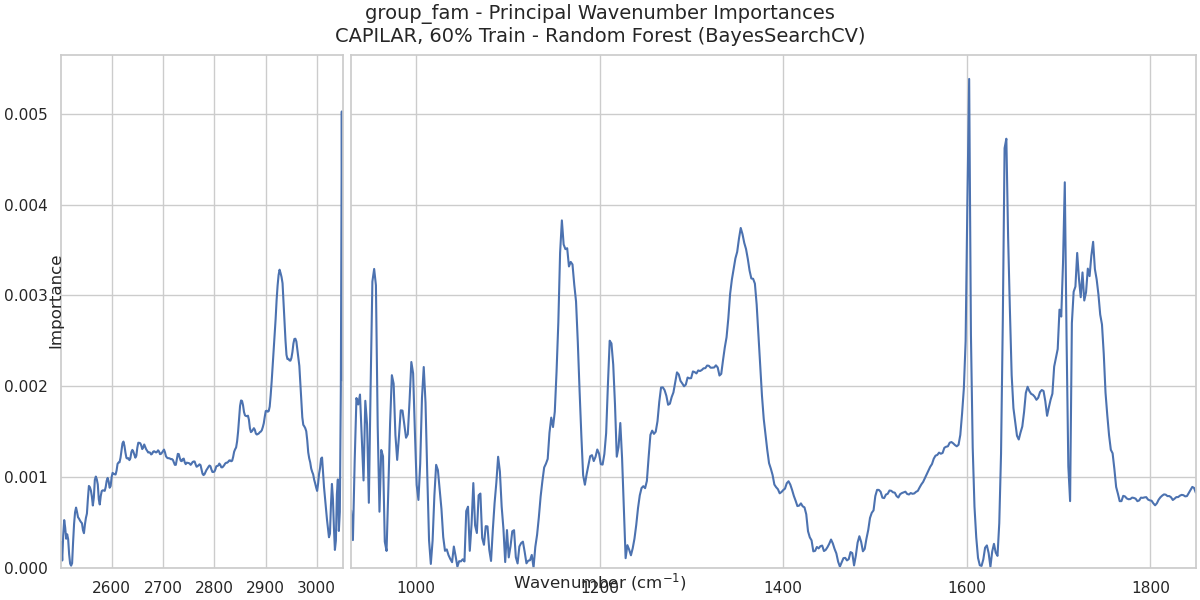 group_fam - Principal Wavenumber Importances
CAPILAR, 60% Train - Random Forest (BayesSearchCV)
Importance
0.005
0.004
0.003
0.002
0.001
0.000
2600 2700 2800 2900 3000 1000 1200 1400 1600 1800
Wavenumber (cm⁻¹)